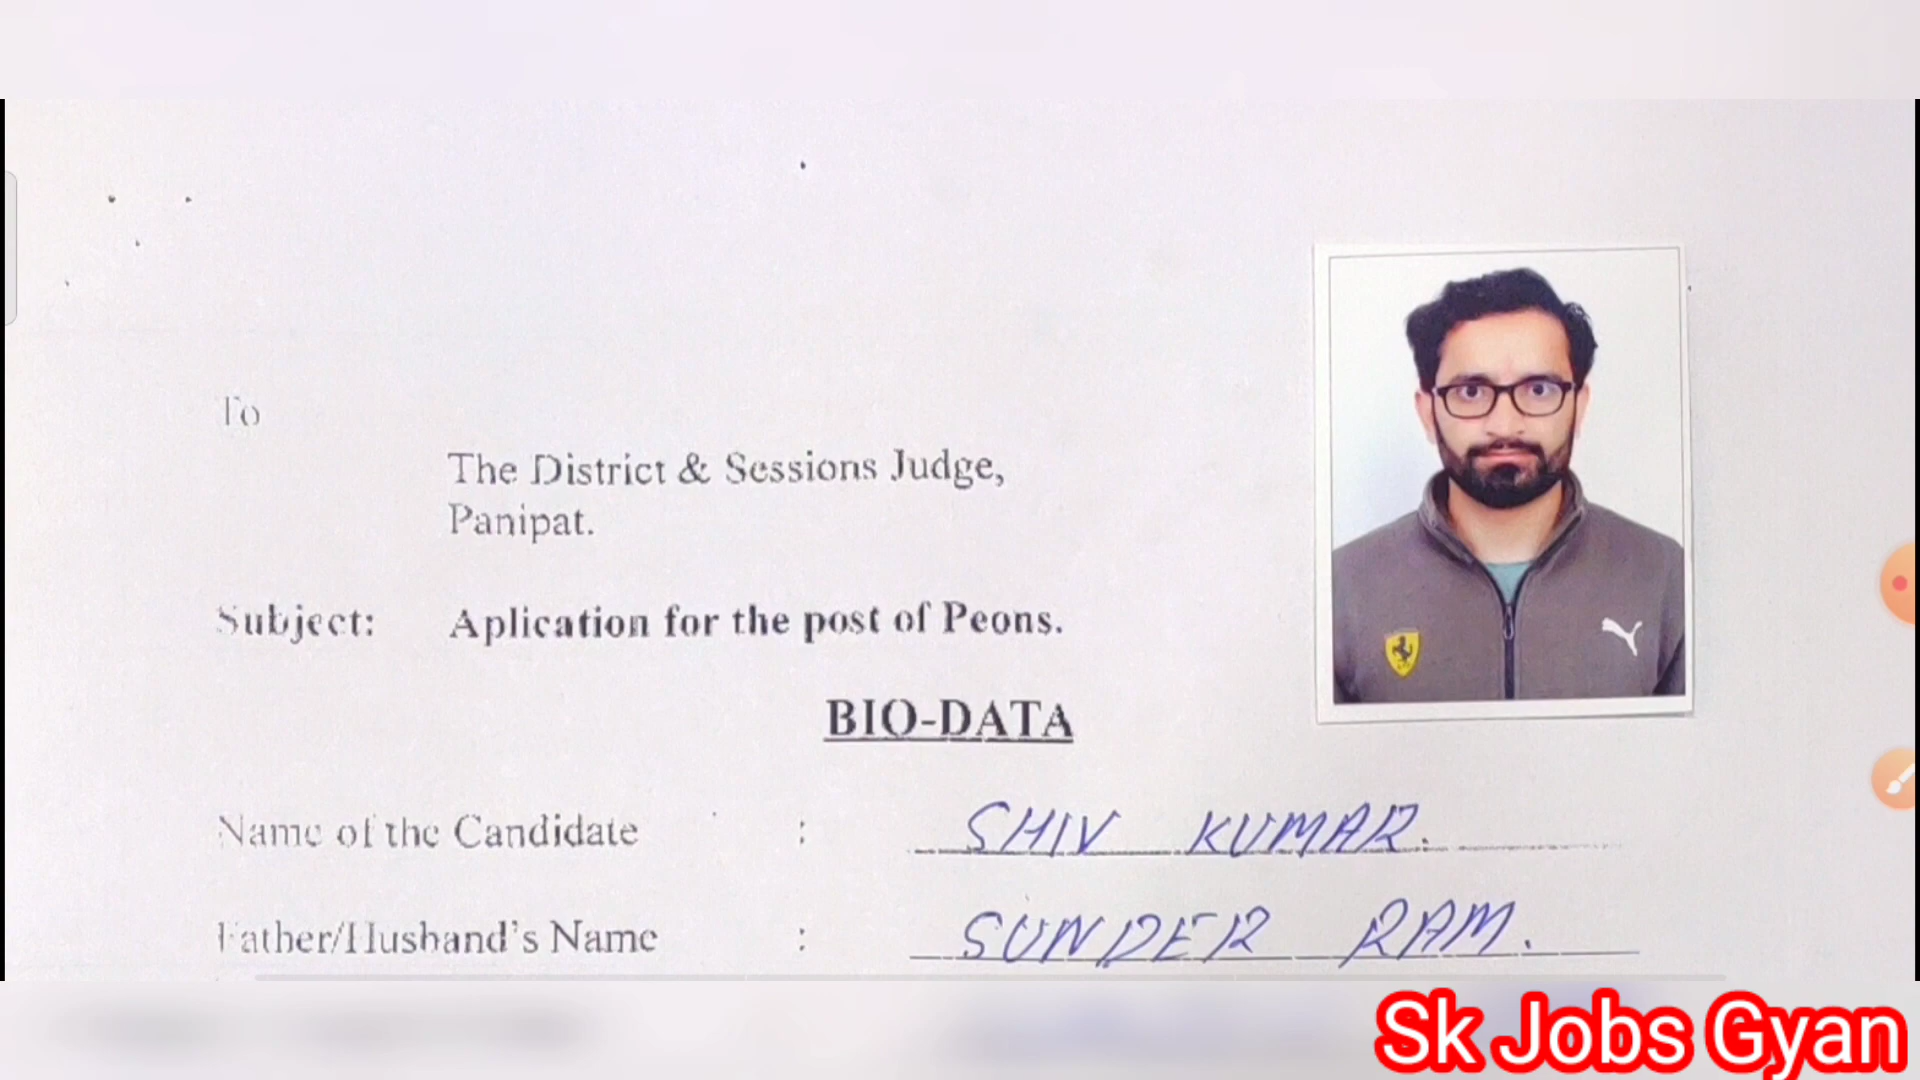 To
The District & Sessions Judge,
Panipat.
Subject: Aplication for the post of Peons.
BIO-DATA
Name of the Candidate : SHIV KUMAR.
Father/Husband's Name : SUNDER RAM.
Sk Jobs Gyan